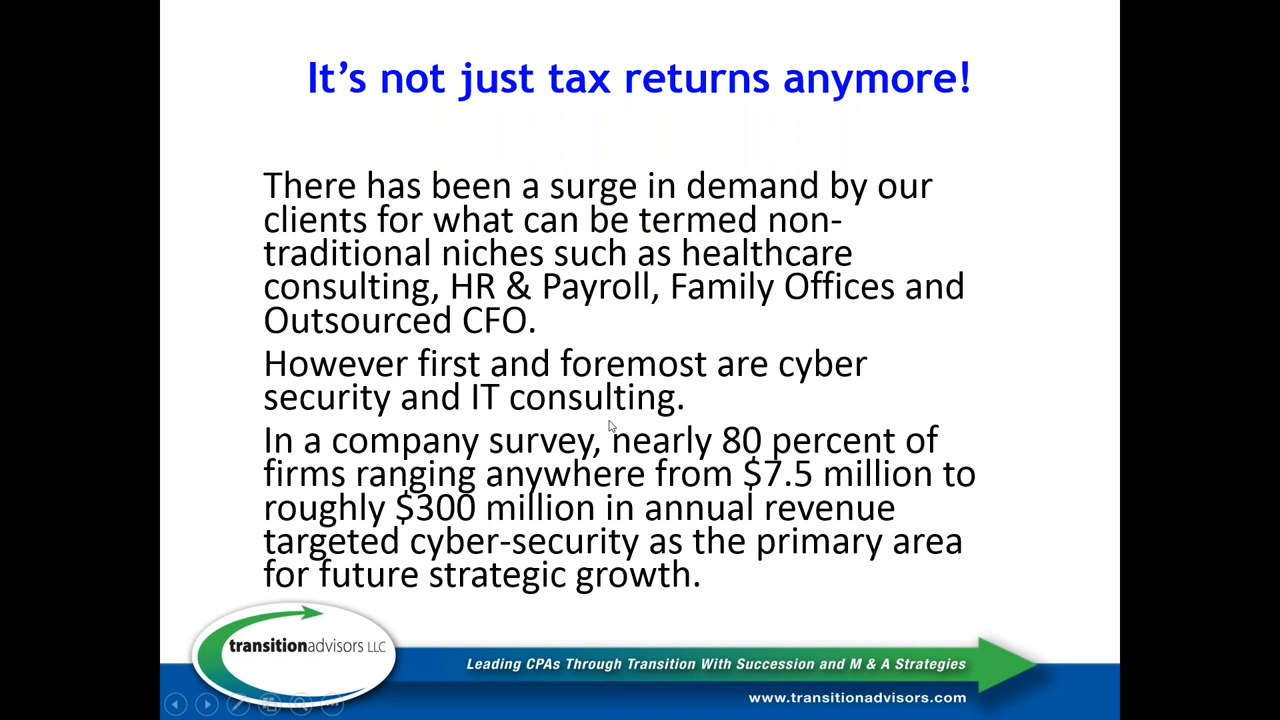 It's not just tax returns anymore!
There has been a surge in demand by our
clients for what can be termed non-
traditional niches such as healthcare
consulting, HR & Payroll, Family Offices and
Outsourced CFO.
However first and foremost are cyber
security and IT consulting.
In a company survey, nearly 80 percent of
firms ranging anywhere from $7.5 million to
roughly $300 million in annual revenue
targeted cyber-security as the primary area
for future strategic growth.
transitionadvisors LLC
Leading CPAs Through Transition With Succession and M & A Strategies
www.transitionadvisors.com